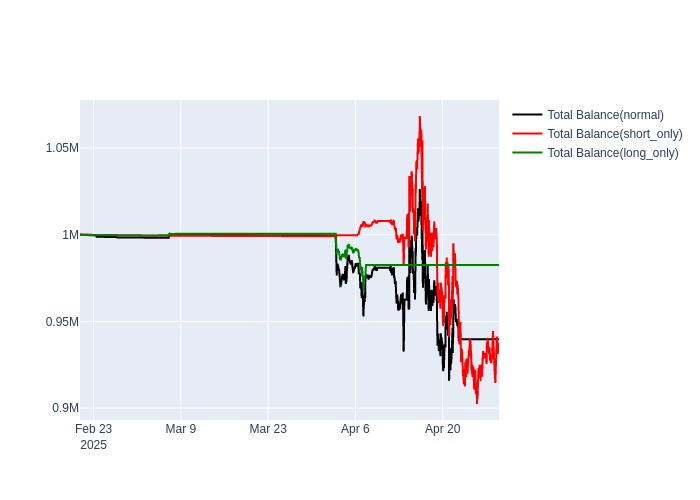 Total Balance(normal)
Total Balance(short_only)
Total Balance(long_only)
1.05M
1M
0.95M
0.9M
Feb 23
2025
Mar 9
Mar 23
Apr 6
Apr 20